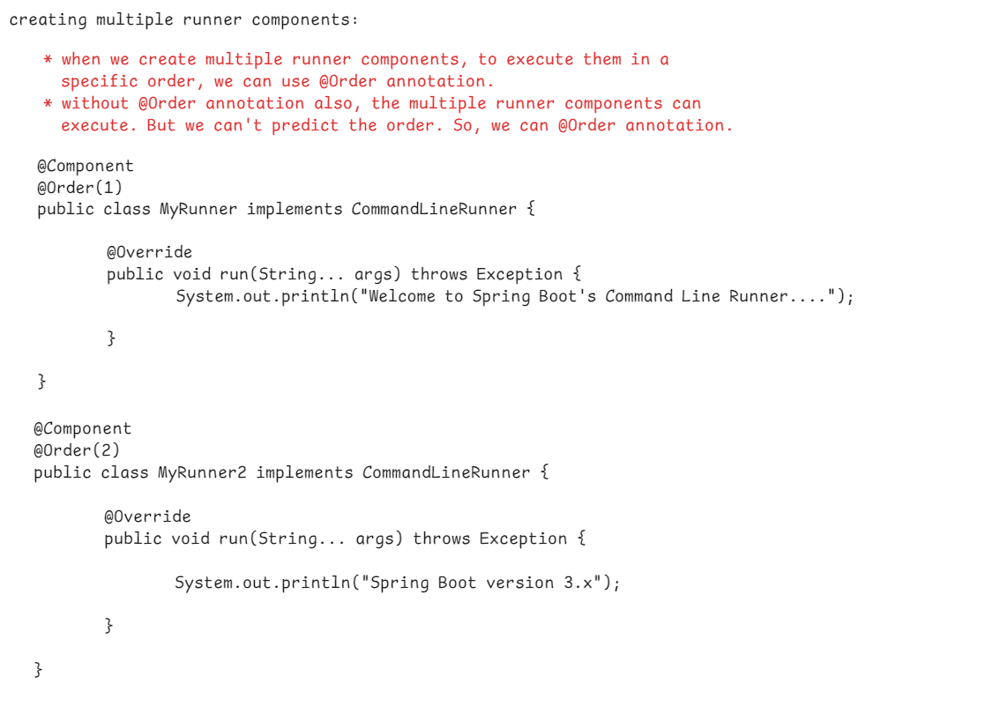 creating multiple runner components:
* when we create multiple runner components, to execute them in a
specific order, we can use @Order annotation.
* without @Order annotation also, the multiple runner components can
execute. But we can't predict the order. So, we can @Order annotation.
@Component
@Order(1)
public class MyRunner implements CommandLineRunner {
@Override
public void run(String... args) throws Exception {
System.out.println("Welcome to Spring Boot's Command Line Runner....");
}
}
@Component
@Order(2)
public class MyRunner2 implements CommandLineRunner {
@Override
public void run(String... args) throws Exception {
System.out.println("Spring Boot version 3.x");
}
}